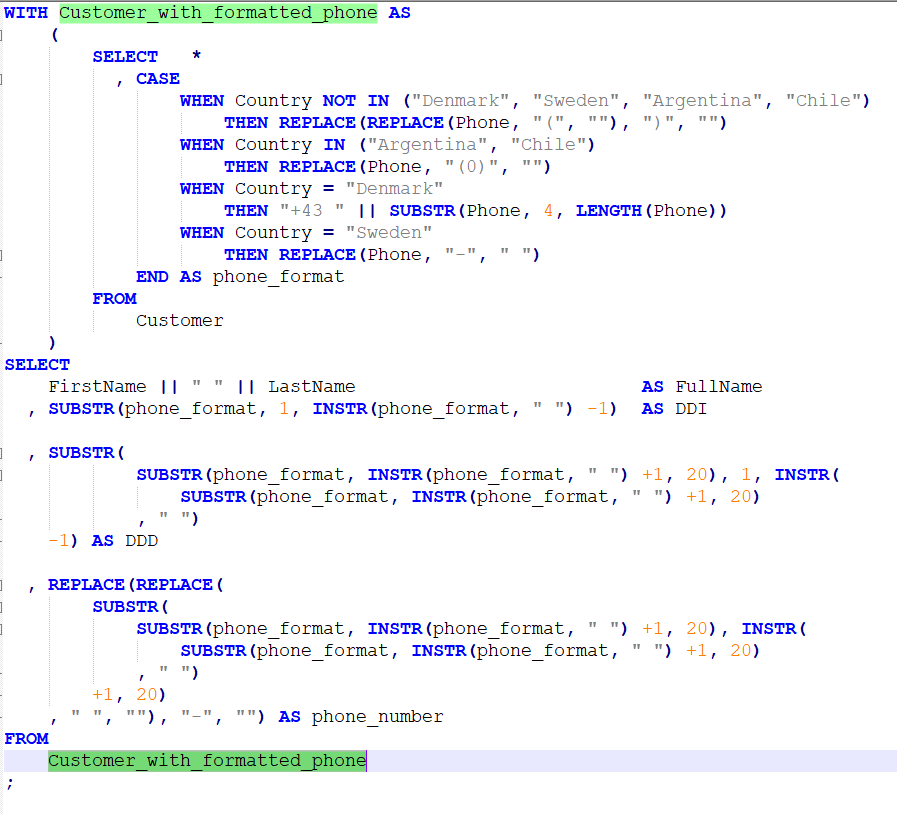 WITH Customer_with_formatted_phone AS
(
SELECT *
, CASE
WHEN Country NOT IN ("Denmark", "Sweden", "Argentina", "Chile")
THEN REPLACE(REPLACE(Phone, "(", ""), ")", "")
WHEN Country IN ("Argentina", "Chile")
THEN REPLACE(Phone, "(0)", "")
WHEN Country = "Denmark"
THEN "+43 " || SUBSTR(Phone, 4, LENGTH(Phone))
WHEN Country = "Sweden"
THEN REPLACE(Phone, "-", " ")
END AS phone_format
FROM
Customer
)
SELECT
FirstName || " " || LastName AS FullName
, SUBSTR(phone_format, 1, INSTR(phone_format, " ") -1) AS DDI
, SUBSTR(
SUBSTR(phone_format, INSTR(phone_format, " ") +1, 20), 1, INSTR(
SUBSTR(phone_format, INSTR(phone_format, " ") +1, 20)
, " ")
-1) AS DDD
, REPLACE(REPLACE(
SUBSTR(
SUBSTR(phone_format, INSTR(phone_format, " ") +1, 20), INSTR(
SUBSTR(phone_format, INSTR(phone_format, " ") +1, 20)
, " ")
+1, 20)
, " ", ""), "-", "") AS phone_number
FROM
Customer_with_formatted_phone
;